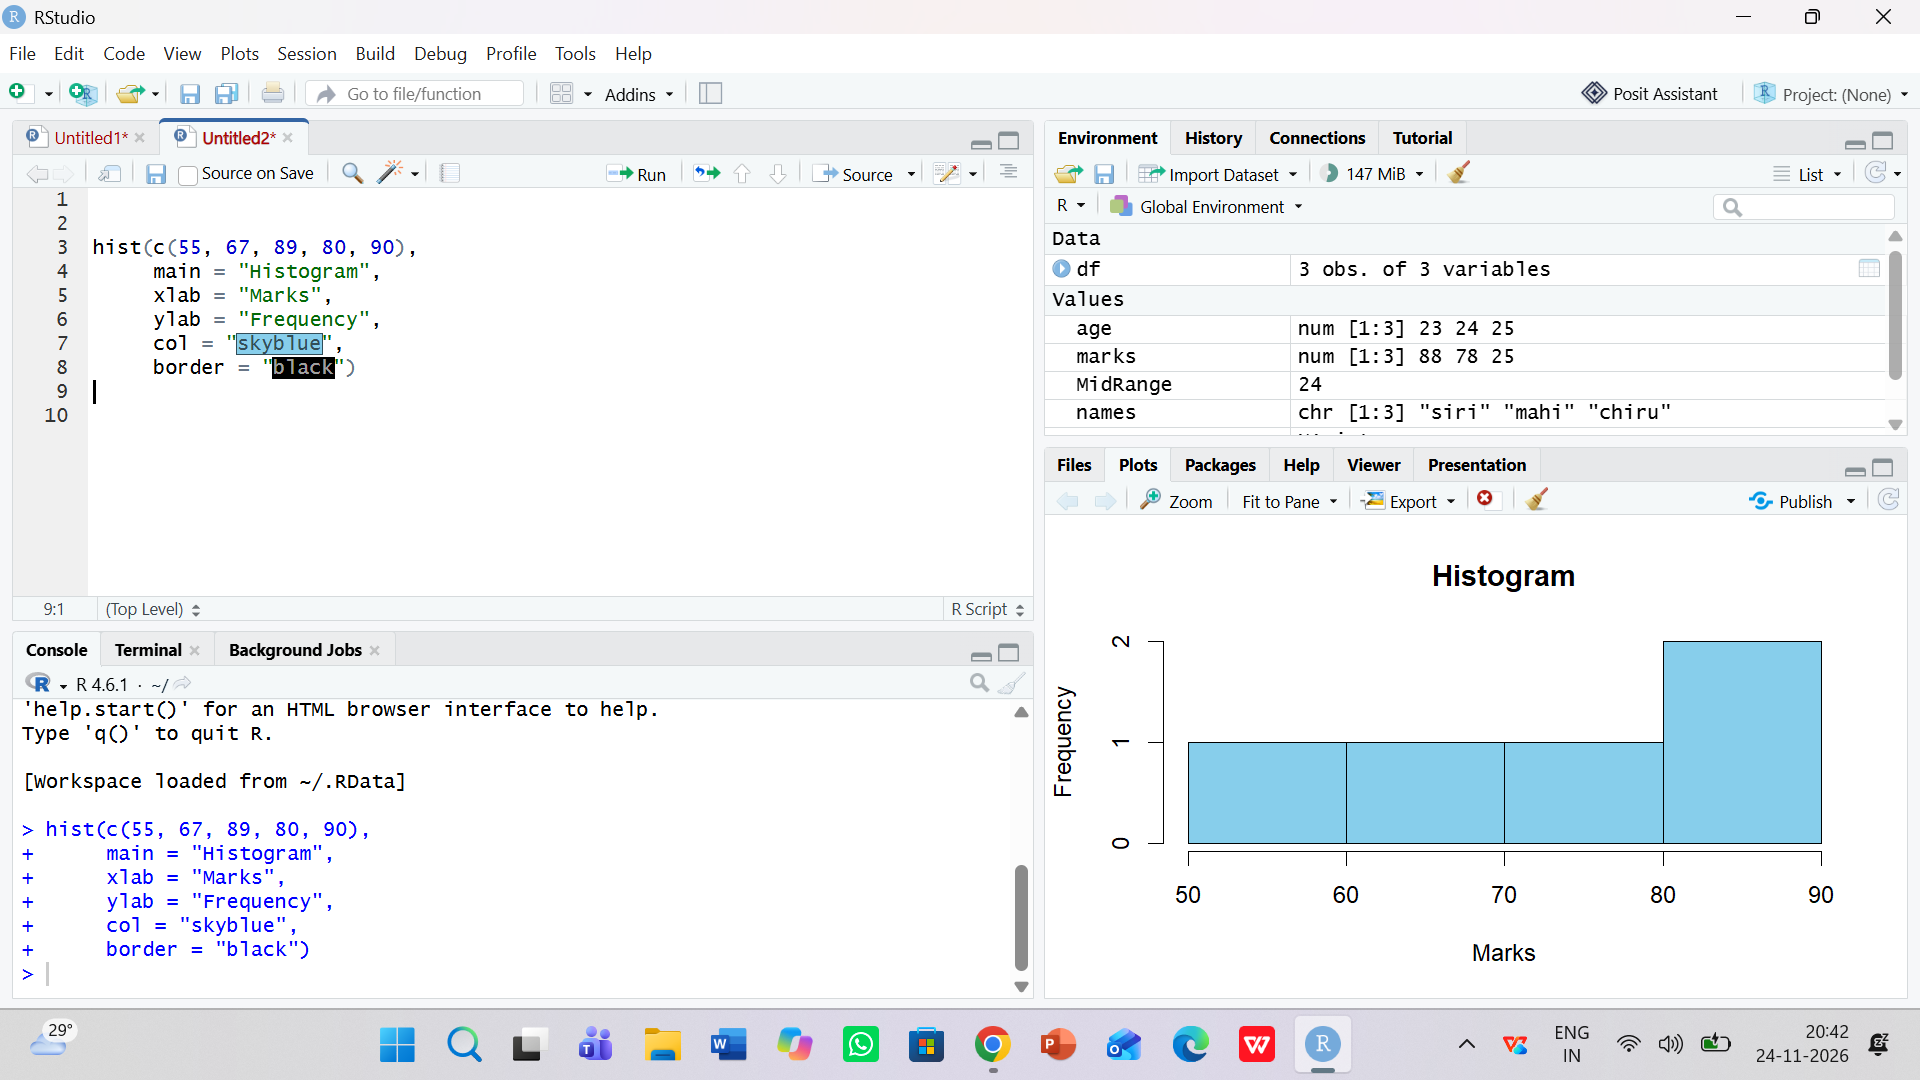 RStudio
File Edit Code View Plots Session Build Debug Profile Tools Help
Go to file/function Addins Posit Assistant Project: (None)
Untitled1* Untitled2*
Source on Save Run Source
1
2
3 hist(c(55, 67, 89, 80, 90),
4 main = "Histogram",
5 xlab = "Marks",
6 ylab = "Frequency",
7 col = "skyblue",
8 border = "black")
9
10
9:1 (Top Level) R Script
Console Terminal Background Jobs
R 4.6.1 · ~/
'help.start()' for an HTML browser interface to help.
Type 'q()' to quit R.
[Workspace loaded from ~/.RData]
> hist(c(55, 67, 89, 80, 90),
+ main = "Histogram",
+ xlab = "Marks",
+ ylab = "Frequency",
+ col = "skyblue",
+ border = "black")
>
Environment History Connections Tutorial
Import Dataset 147 MiB List
R Global Environment
Data
df 3 obs. of 3 variables
Values
age num [1:3] 23 24 25
marks num [1:3] 88 78 25
MidRange 24
names chr [1:3] "siri" "mahi" "chiru"
Files Plots Packages Help Viewer Presentation
Zoom Fit to Pane Export Publish
Histogram
Frequency
2
1
0
50 60 70 80 90
Marks
29°
ENG
IN
20:42
24-11-2026